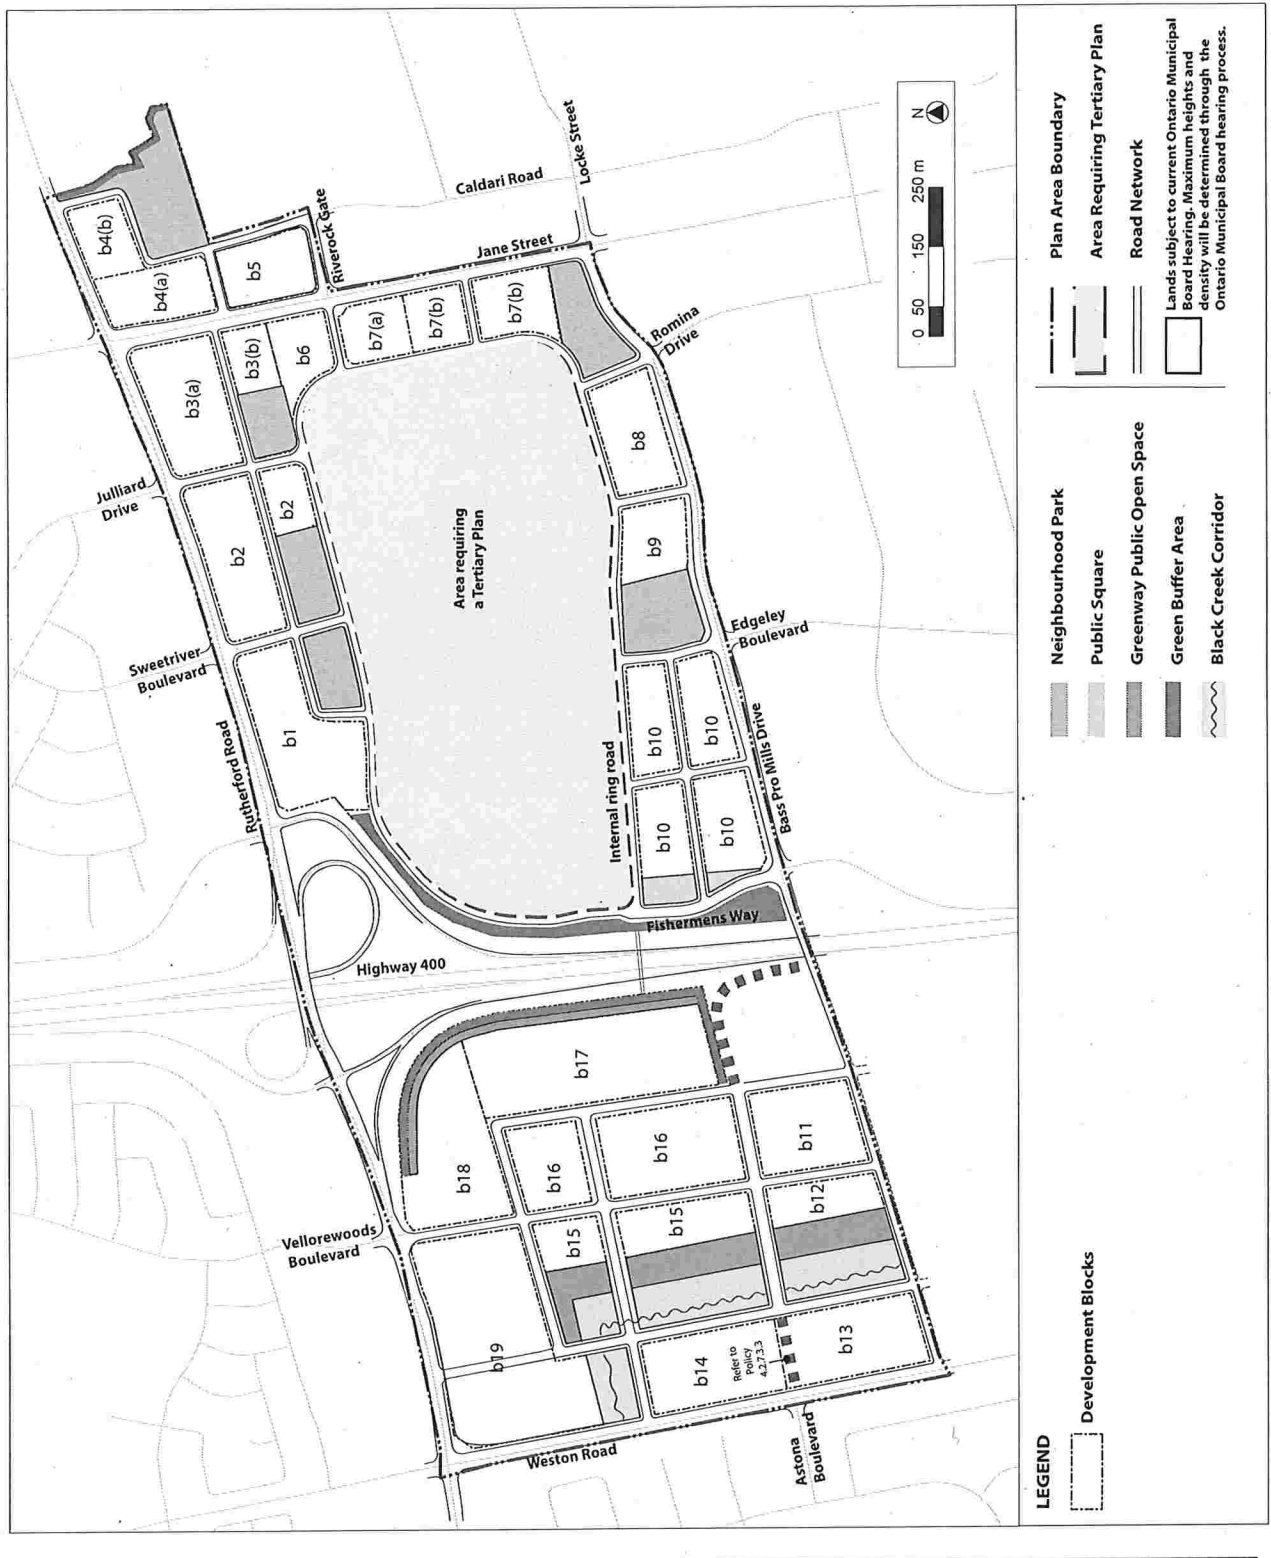 b4(b)
b4(a)
b5
b3(a)
b3(b)
b6
b7(a)
b7(b)
b7(b)
b2
b2
b1
b8
b9
b10
b10
b10
b10
b17
b18
b16
b16
b11
b12
b15
b15
b19
b14
b13
Julliard
Drive
Sweetriver
Boulevard
Rutherford Road
Riverock Gate
Jane Street
Caldari Road
Locke Street
Romina
Drive
Edgeley
Boulevard
Bass Pro Mills Drive
Internal ring road
Area requiring
a Tertiary Plan
Fishermens Way
Highway 400
Vellorewoods
Boulevard
Weston Road
Astona
Boulevard
Refer to
Policy
4.2.7.3.3
0 50 150 250 m
N
LEGEND
Development Blocks
Neighbourhood Park
Public Square
Greenway Public Open Space
Green Buffer Area
Black Creek Corridor
Plan Area Boundary
Area Requiring Tertiary Plan
Road Network
Lands subject to current Ontario Municipal
Board Hearing. Maximum heights and
density will be determined through the
Ontario Municipal Board hearing process.